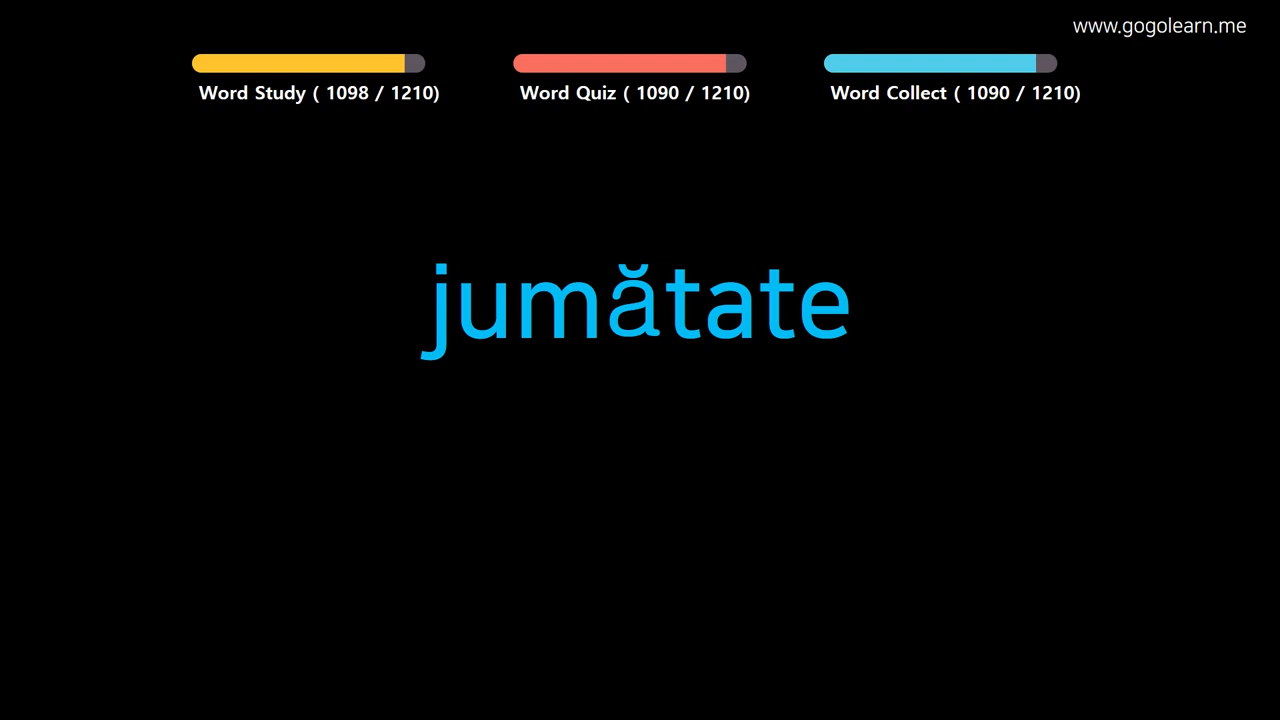 www.gogolearn.me
Word Study ( 1098 / 1210)
Word Quiz ( 1090 / 1210)
Word Collect ( 1090 / 1210)
jumătate